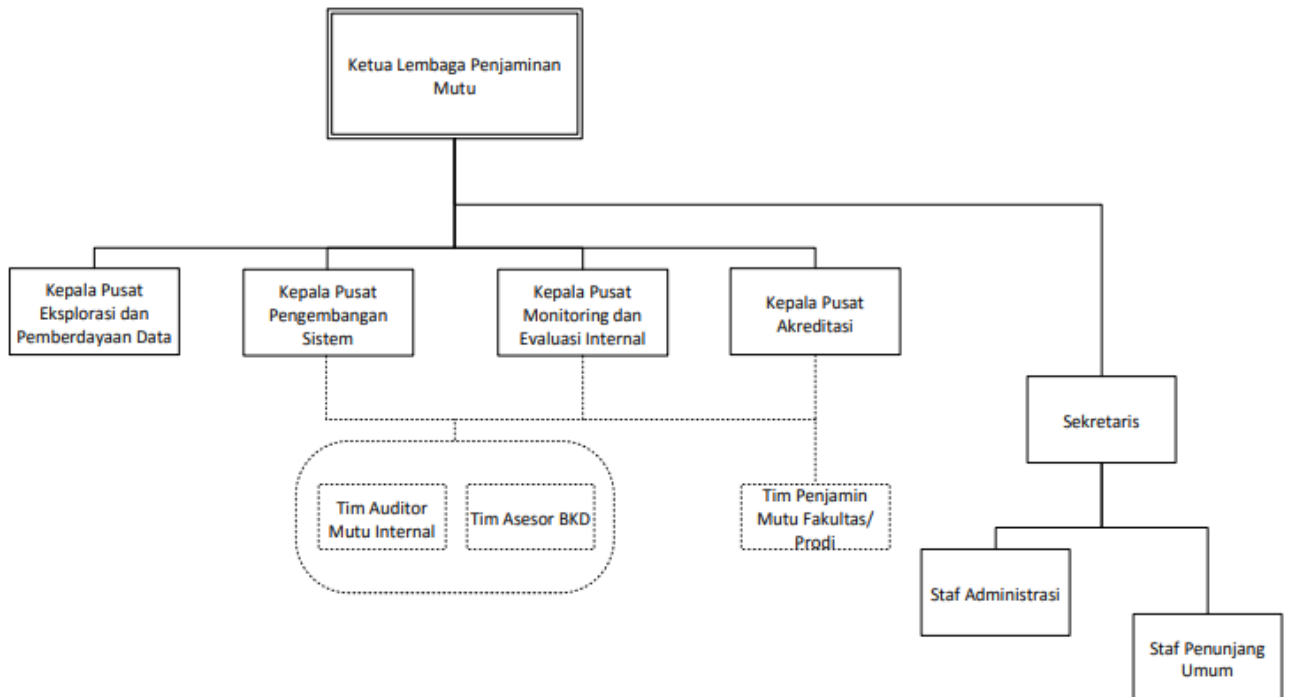 Ketua Lembaga Penjaminan
Mutu
Kepala Pusat
Eksplorasi dan
Pemberdayaan Data
Kepala Pusat
Pengembangan
Sistem
Kepala Pusat
Monitoring dan
Evaluasi Internal
Kepala Pusat
Akreditasi
Sekretaris
Tim Auditor
Mutu Internal
Tim Asesor BKD
Tim Penjamin
Mutu Fakultas/
Prodi
Staf Administrasi
Staf Penunjang
Umum